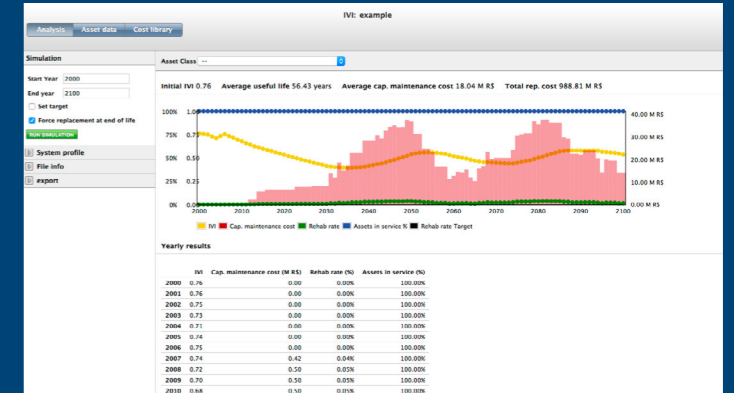 IVI: example
Analysis Asset data Cost library
Simulation
Asset Class --
Start Year 2000
End year 2100
Set target
Force replacement at end of life
RUN SIMULATION
System profile
File info
export
Initial IVI 0.76 Average useful life 56.43 years Average cap. maintenance cost 18.04 M R$ Total rep. cost 988.81 M R$
100% 1.00 40.00 M R$
75% 0.75 30.00 M R$
50% 0.50 20.00 M R$
25% 0.25 10.00 M R$
0% 0.00 M R$
2000 2010 2020 2030 2040 2050 2060 2070 2080 2090 2100
IVI Cap. maintenance cost Rehab rate Assets in service % Rehab rate Target
Yearly results
IVI Cap. maintenance cost (M R$) Rehab rate (%) Assets in service (%)
2000 0.76 0.00 0.00% 100.00%
2001 0.76 0.00 0.00% 100.00%
2002 0.75 0.00 0.00% 100.00%
2003 0.73 0.00 0.00% 100.00%
2004 0.71 0.00 0.00% 100.00%
2005 0.74 0.00 0.00% 100.00%
2006 0.75 0.00 0.00% 100.00%
2007 0.74 0.42 0.04% 100.00%
2008 0.72 0.50 0.05% 100.00%
2009 0.70 0.50 0.05% 100.00%
2010 0.68 0.50 0.05% 100.00%